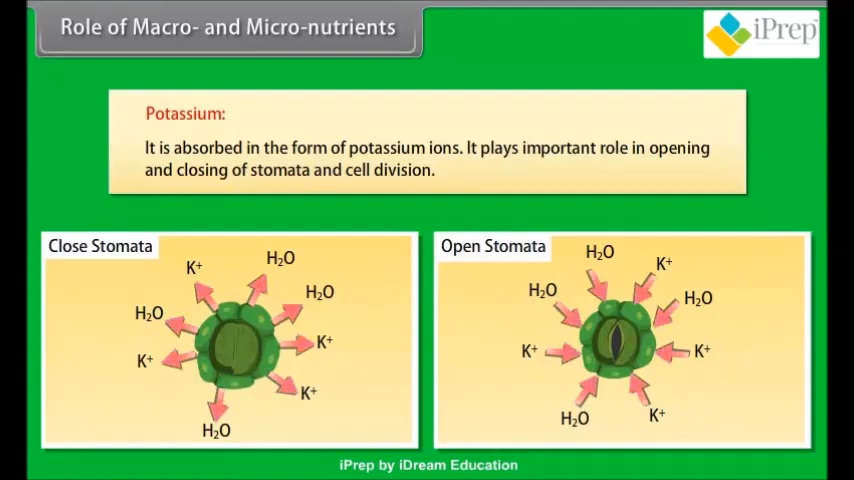 Role of Macro- and Micro-nutrients
iPrep
Potassium:
It is absorbed in the form of potassium ions. It plays important role in opening
and closing of stomata and cell division.
Close Stomata
K⁺
H₂O
H₂O
H₂O
K⁺
K⁺
K⁺
H₂O
Open Stomata
H₂O
K⁺
H₂O
H₂O
K⁺
K⁺
H₂O
K⁺
iPrep by iDream Education